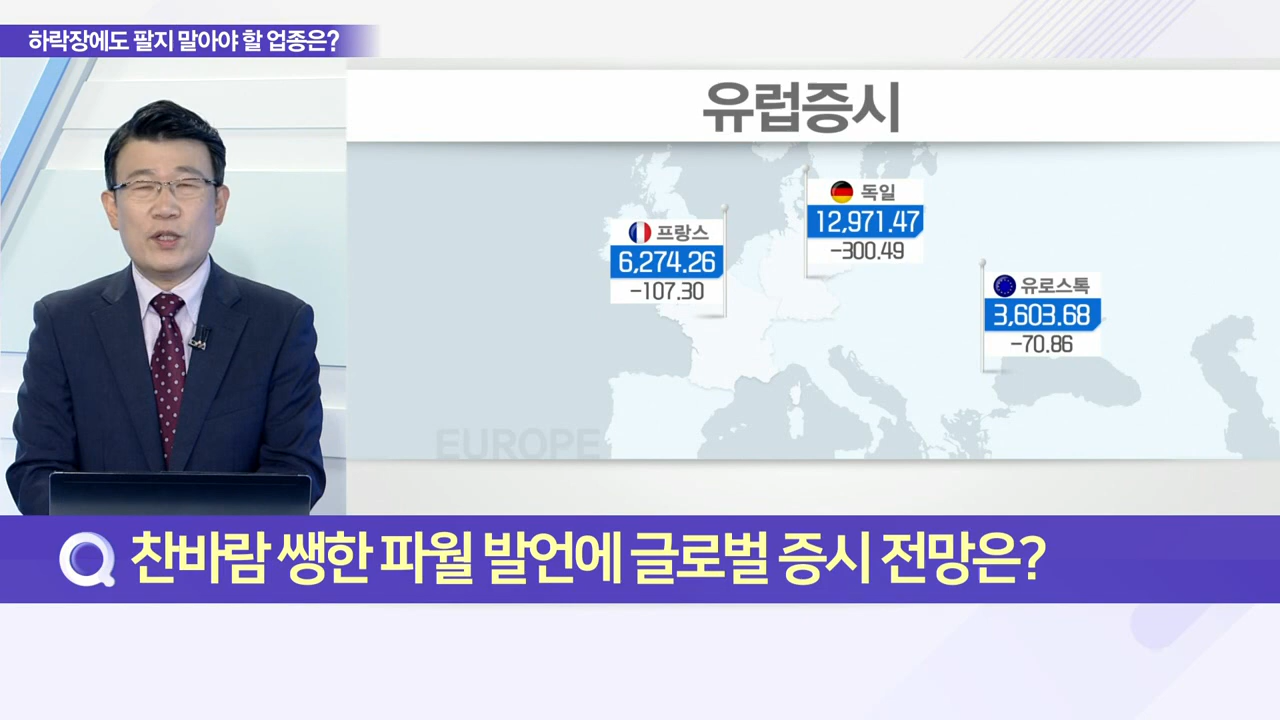 하락장에도 팔지 말아야 할 업종은?
유럽증시
독일
12,971.47
-300.49
프랑스
6,274.26
-107.30
유로스톡
3,603.68
-70.86
EUROPE
찬바람 쌩한 파월 발언에 글로벌 증시 전망은?